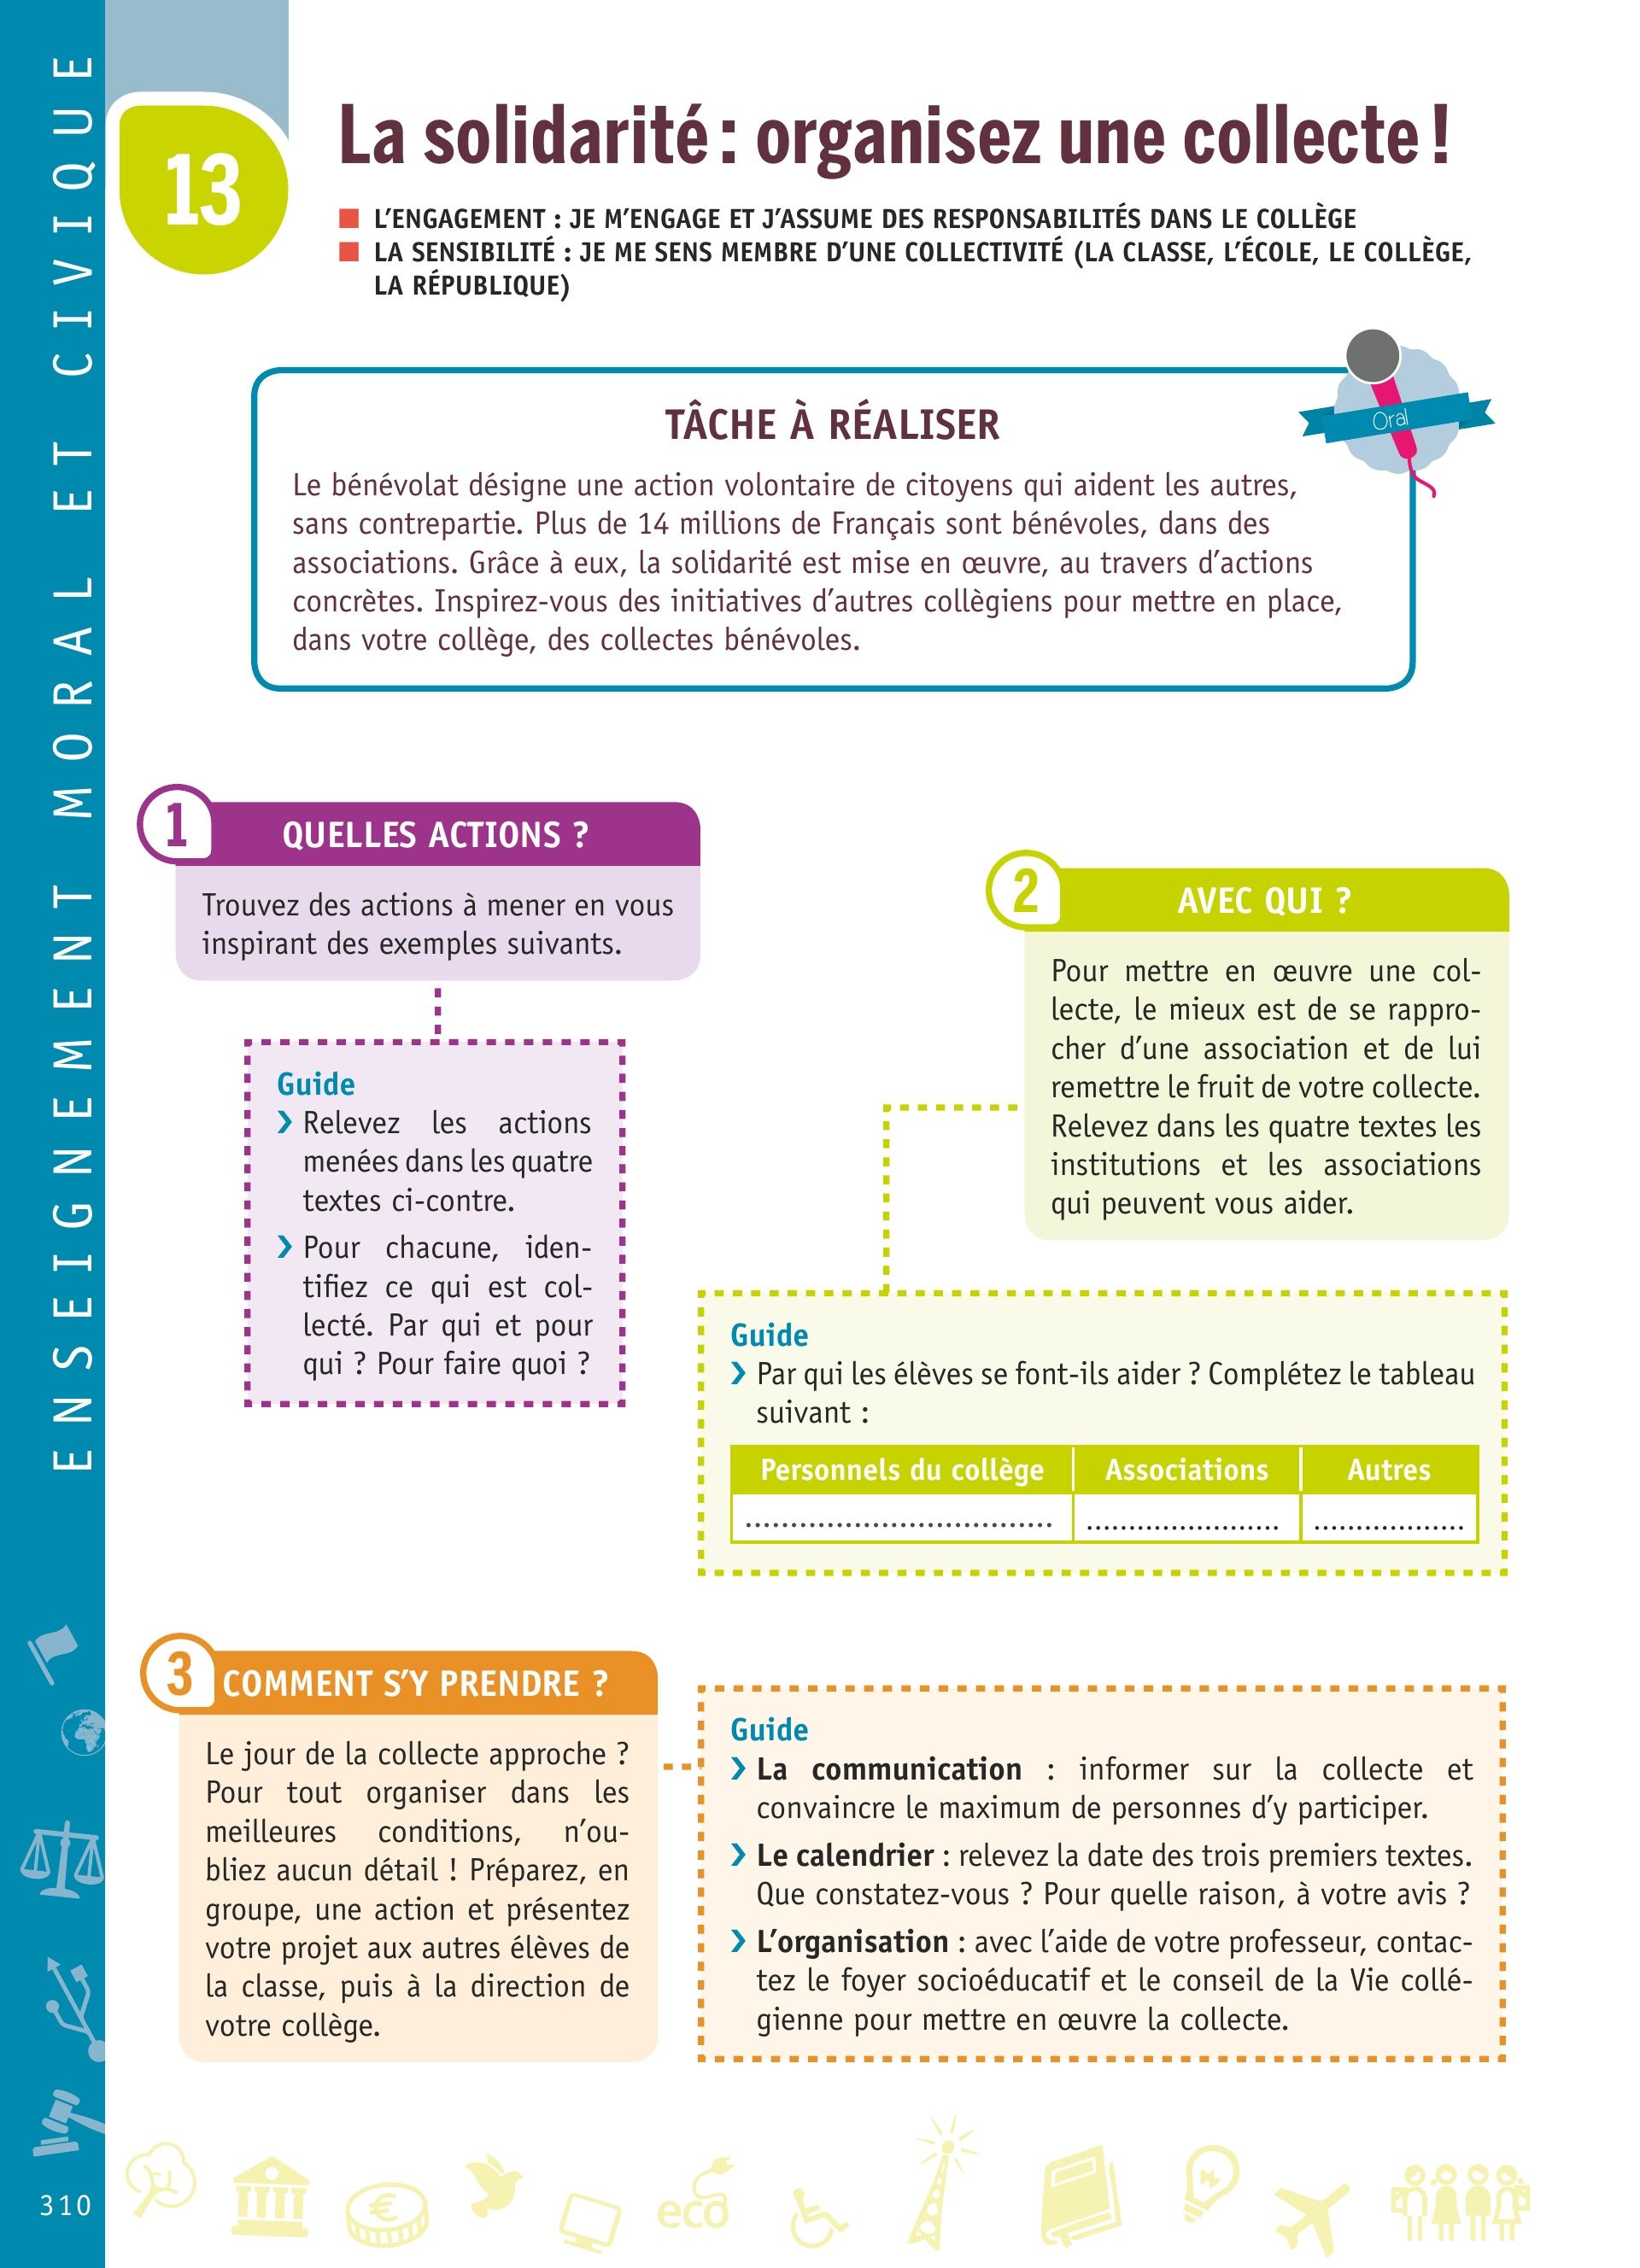 ENSEIGNEMENT MORAL ET CIVIQUE
13
La solidarité : organisez une collecte !
L'ENGAGEMENT : JE M'ENGAGE ET J'ASSUME DES RESPONSABILITÉS DANS LE COLLÈGE
LA SENSIBILITÉ : JE ME SENS MEMBRE D'UNE COLLECTIVITÉ (LA CLASSE, L'ÉCOLE, LE COLLÈGE,
LA RÉPUBLIQUE)
Oral
TÂCHE À RÉALISER
Le bénévolat désigne une action volontaire de citoyens qui aident les autres,
sans contrepartie. Plus de 14 millions de Français sont bénévoles, dans des
associations. Grâce à eux, la solidarité est mise en œuvre, au travers d'actions
concrètes. Inspirez-vous des initiatives d'autres collègiens pour mettre en place,
dans votre collège, des collectes bénévoles.
1
QUELLES ACTIONS ?
Trouvez des actions à mener en vous
inspirant des exemples suivants.
Guide
❯ Relevez les actions
menées dans les quatre
textes ci-contre.
❯ Pour chacune, iden-
tifiez ce qui est col-
lecté. Par qui et pour
qui ? Pour faire quoi ?
2
AVEC QUI ?
Pour mettre en œuvre une col-
lecte, le mieux est de se rappro-
cher d'une association et de lui
remettre le fruit de votre collecte.
Relevez dans les quatre textes les
institutions et les associations
qui peuvent vous aider.
Guide
❯ Par qui les élèves se font-ils aider ? Complétez le tableau
suivant :
Personnels du collège Associations Autres
.................................. ...................... ..................
3
COMMENT S'Y PRENDRE ?
Le jour de la collecte approche ?
Pour tout organiser dans les
meilleures conditions, n'ou-
bliez aucun détail ! Préparez, en
groupe, une action et présentez
votre projet aux autres élèves de
la classe, puis à la direction de
votre collège.
Guide
❯ La communication : informer sur la collecte et
convaincre le maximum de personnes d'y participer.
❯ Le calendrier : relevez la date des trois premiers textes.
Que constatez-vous ? Pour quelle raison, à votre avis ?
❯ L'organisation : avec l'aide de votre professeur, contac-
tez le foyer socioéducatif et le conseil de la Vie collé-
gienne pour mettre en œuvre la collecte.
€
eco
310